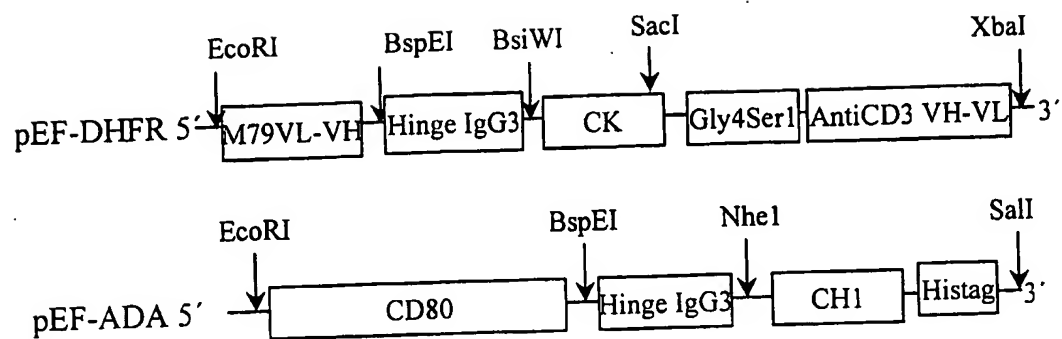 EcoRI BspEI BsiWI SacI XbaI
pEF-DHFR 5´ M79VL-VH Hinge IgG3 CK Gly4Ser1 AntiCD3 VH-VL 3´
EcoRI BspEI Nhe1 SalI
pEF-ADA 5´ CD80 Hinge IgG3 CH1 Histag 3´